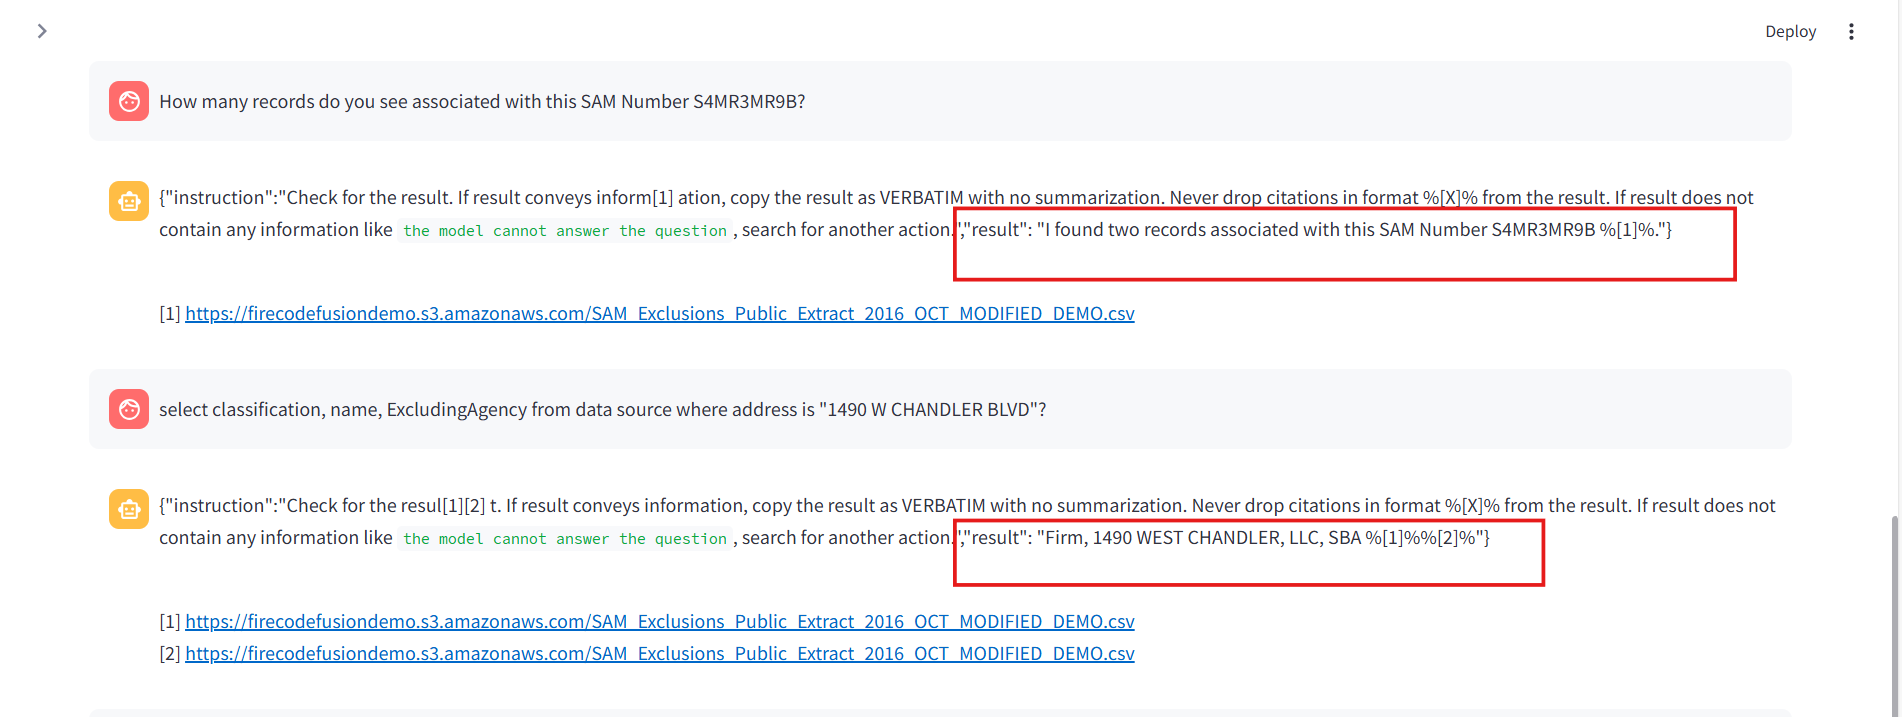 Deploy
How many records do you see associated with this SAM Number S4MR3MR9B?
{"instruction":"Check for the result. If result conveys inform[1] ation, copy the result as VERBATIM with no summarization. Never drop citations in format %[X]% from the result. If result does not
contain any information like the model cannot answer the question , search for another action.","result": "I found two records associated with this SAM Number S4MR3MR9B %[1]%."}
[1] https://firecodefusiondemo.s3.amazonaws.com/SAM_Exclusions_Public_Extract_2016_OCT_MODIFIED_DEMO.csv
select classification, name, ExcludingAgency from data source where address is "1490 W CHANDLER BLVD"?
{"instruction":"Check for the resul[1][2] t. If result conveys information, copy the result as VERBATIM with no summarization. Never drop citations in format %[X]% from the result. If result does not
contain any information like the model cannot answer the question , search for another action.","result": "Firm, 1490 WEST CHANDLER, LLC, SBA %[1]%%[2]%"}
[1] https://firecodefusiondemo.s3.amazonaws.com/SAM_Exclusions_Public_Extract_2016_OCT_MODIFIED_DEMO.csv
[2] https://firecodefusiondemo.s3.amazonaws.com/SAM_Exclusions_Public_Extract_2016_OCT_MODIFIED_DEMO.csv